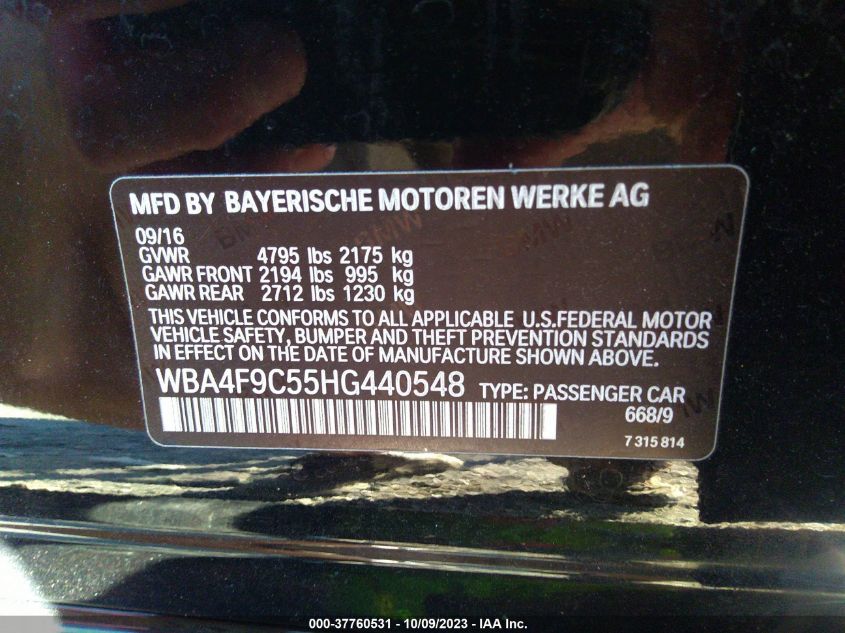 MFD BY BAYERISCHE MOTOREN WERKE AG
09/16
GVWR 4795 lbs 2175 kg
GAWR FRONT 2194 lbs 995 kg
GAWR REAR 2712 lbs 1230 kg
THIS VEHICLE CONFORMS TO ALL APPLICABLE U.S.FEDERAL MOTOR
VEHICLE SAFETY, BUMPER AND THEFT PREVENTION STANDARDS
IN EFFECT ON THE DATE OF MANUFACTURE SHOWN ABOVE.
WBA4F9C55HG440548 TYPE: PASSENGER CAR
668/9
7 315 814
000-37760531 - 10/09/2023 - IAA Inc.